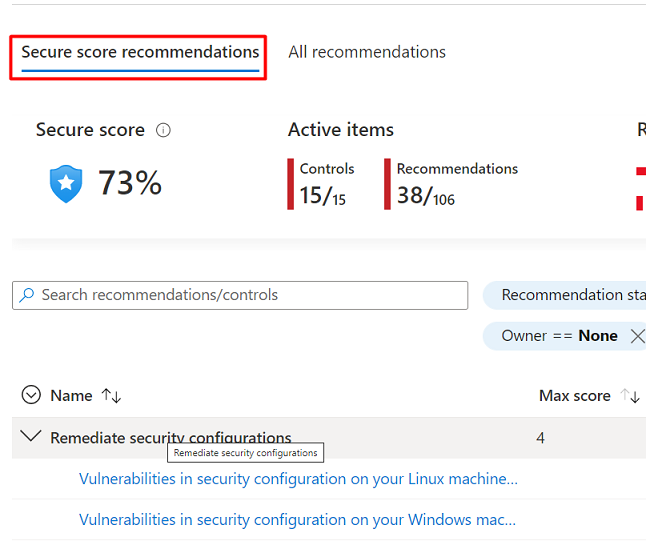 Secure score recommendations All recommendations
Secure score Active items R
73% Controls Recommendations
15/15 38/106
Search recommendations/controls Recommendation sta
Owner == None
Name Max score
Remediate security configurations 4
Remediate security configurations
Vulnerabilities in security configuration on your Linux machine...
Vulnerabilities in security configuration on your Windows mac...